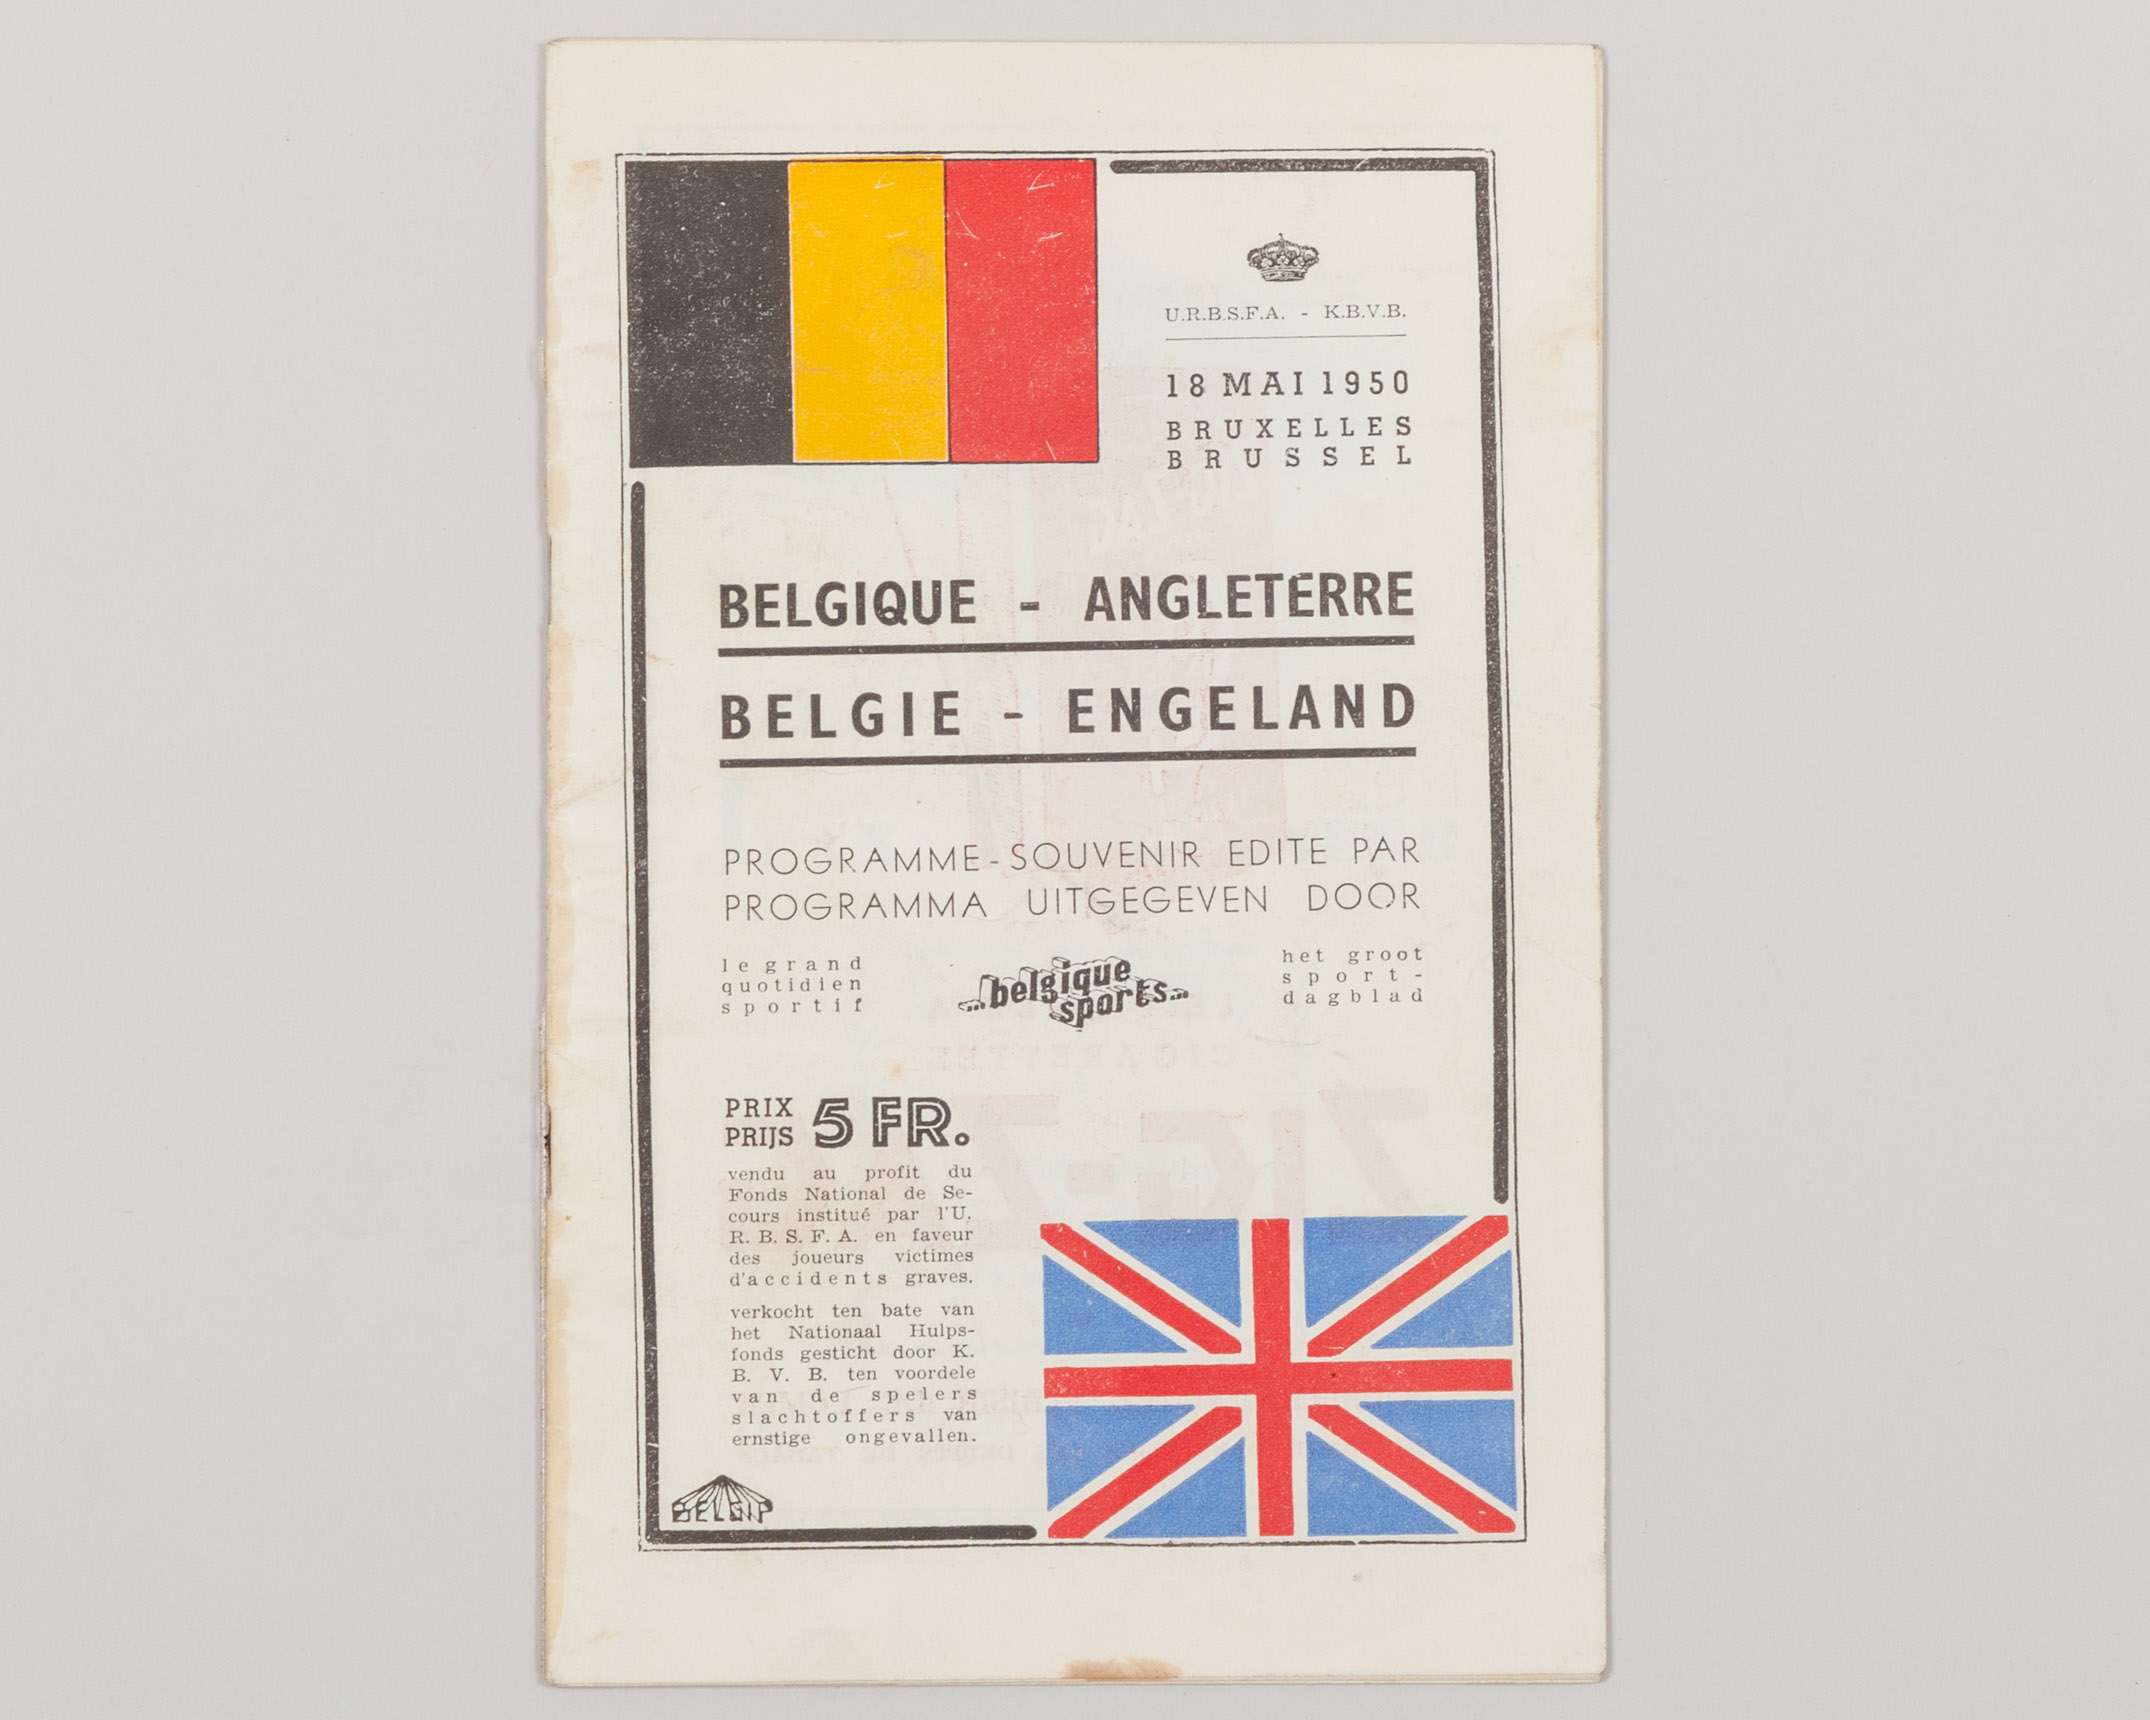 U.R.B.S.F.A. - K.B.V.B.
18 MAI 1950
BRUXELLES
BRUSSEL
BELGIQUE - ANGLETERRE
BELGIE - ENGELAND
PROGRAMME-SOUVENIR EDITE PAR
PROGRAMMA UITGEGEVEN DOOR
le grand
quotidien
sportif
...belgique
sports...
het groot
sport-
dagblad
PRIX
PRIJS
5 FR.
vendu au profit du
Fonds National de Se-
cours institué par l'U.
R. B. S. F. A. en faveur
des joueurs victimes
d'accidents graves.
verkocht ten bate van
het Nationaal Hulps-
fonds gesticht door K.
B. V. B. ten voordele
van de spelers
slachtoffers van
ernstige ongevallen.
BELGIP